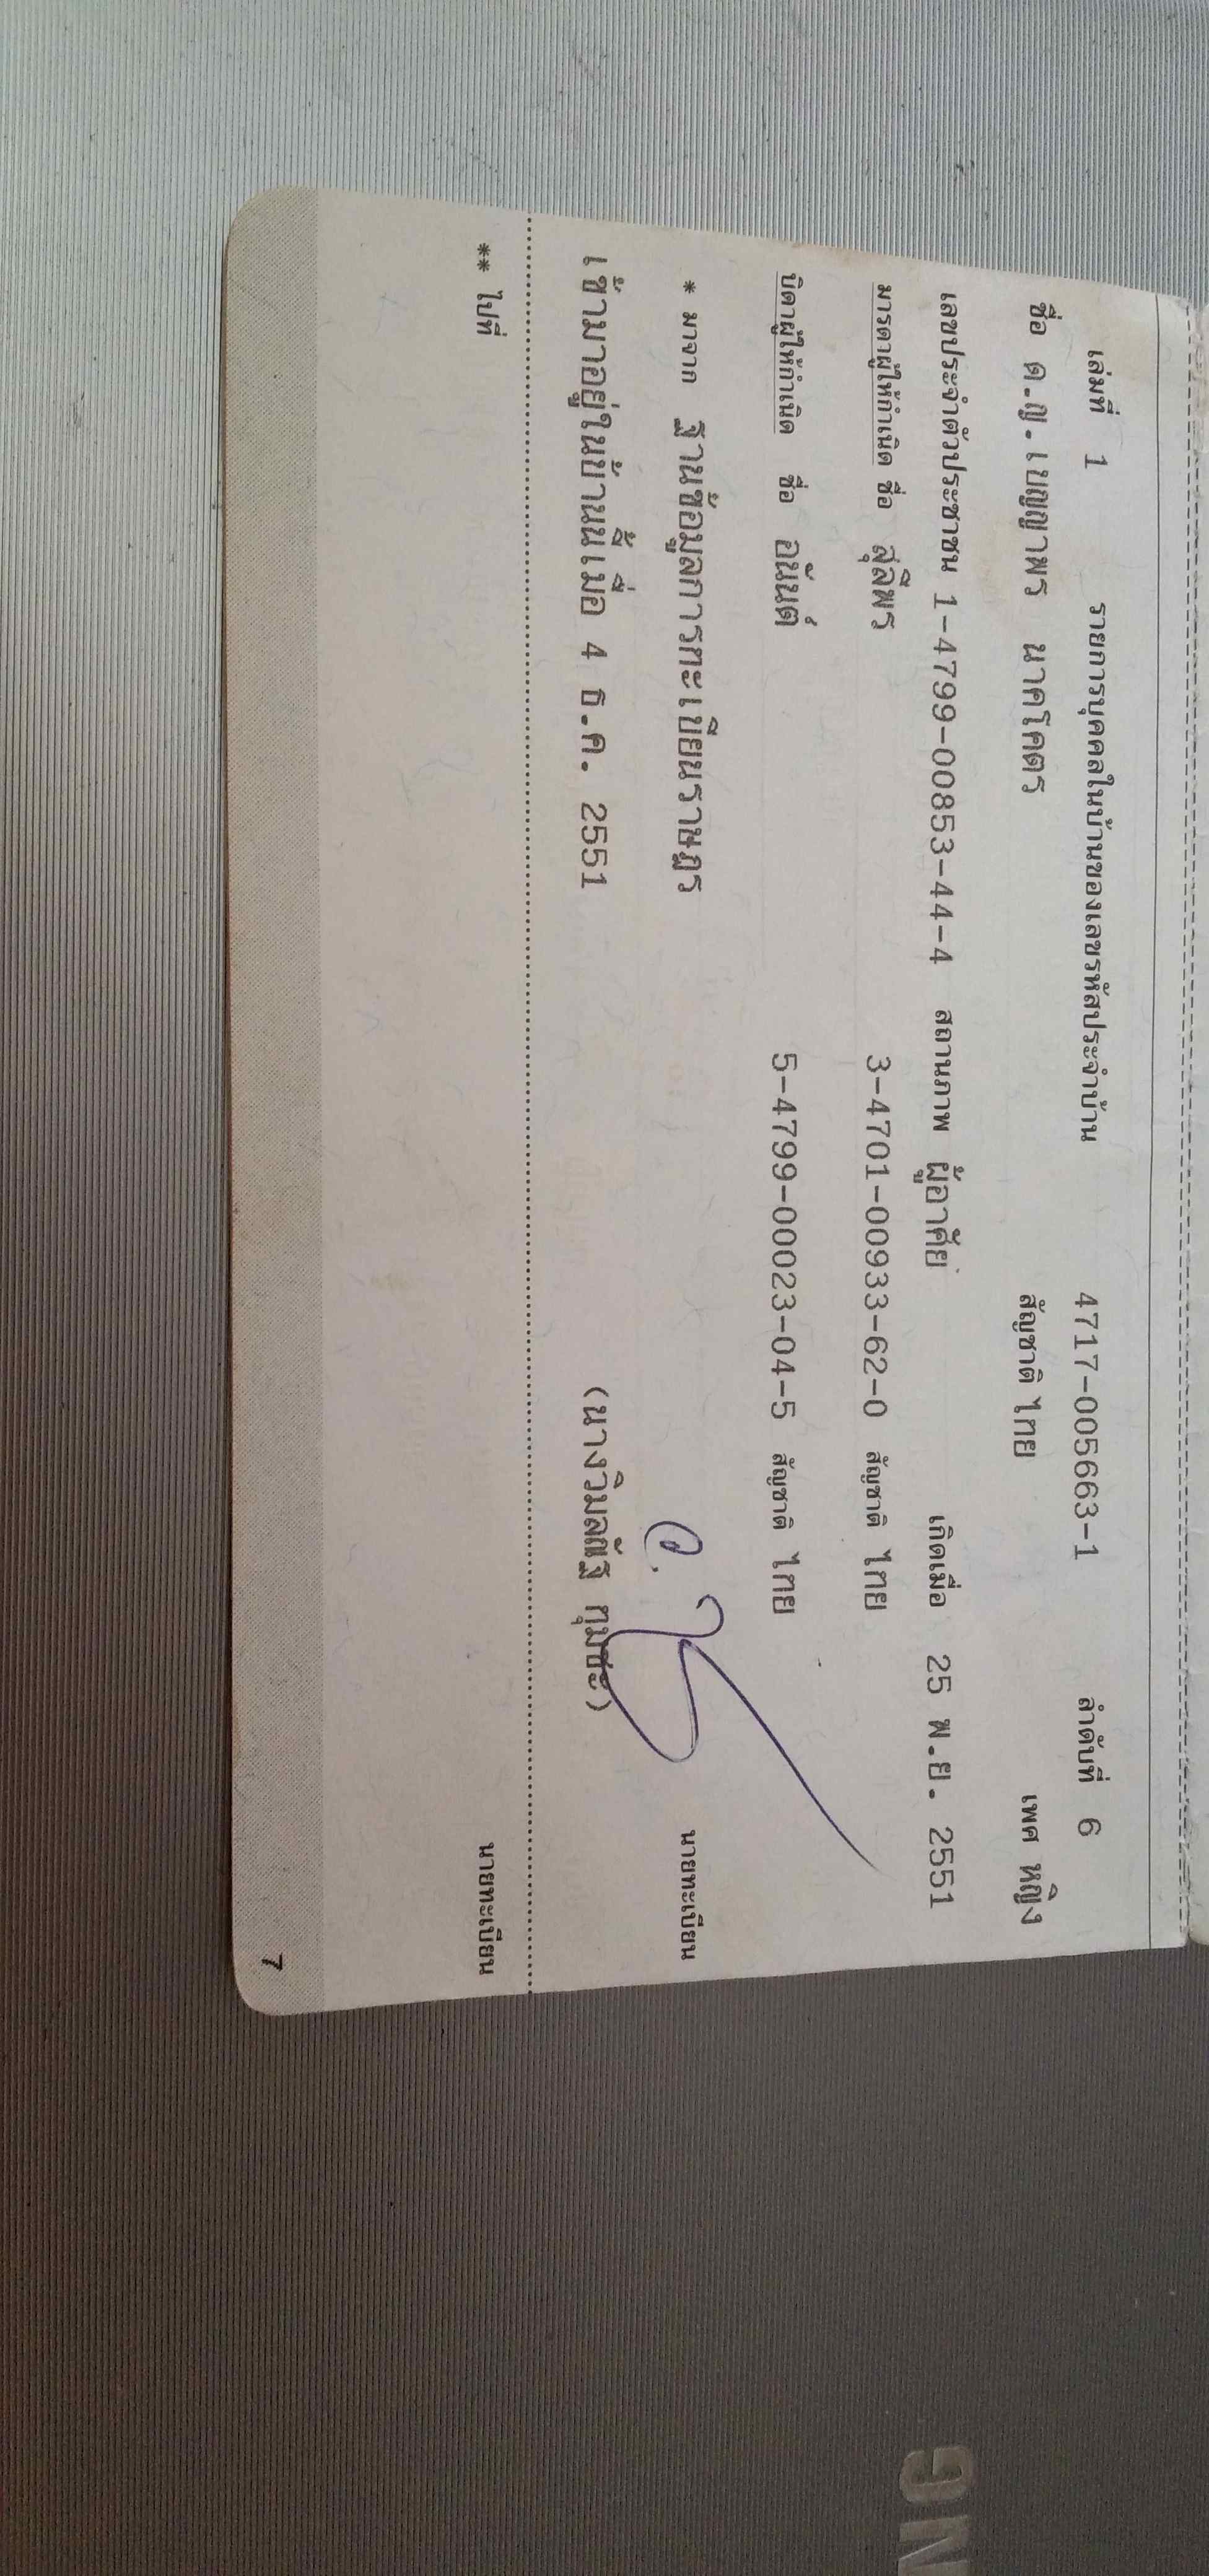 เล่มที่ 1 รายการบุคคลในบ้านของเลขรหัสประจำบ้าน 4717-005663-1 ลำดับที่ 6
ชื่อ ด.ญ.เบญญาพร นาคโคตร สัญชาติ ไทย เพศ หญิง
เลขประจำตัวประชาชน 1-4799-00853-44-4 สถานภาพ ผู้อาศัย เกิดเมื่อ 25 พ.ย. 2551
มารดาผู้ให้กำเนิด ชื่อ สุลีพร 3-4701-00933-62-0 สัญชาติ ไทย
บิดาผู้ให้กำเนิด ชื่อ อนันต์ 5-4799-00023-04-5 สัญชาติ ไทย
* มาจาก ฐานข้อมูลการทะเบียนราษฎร นายทะเบียน
เข้ามาอยู่ในบ้านนี้เมื่อ 4 ธ.ค. 2551 (นางวิมลณัฐ กุมชะ)
** ไปที่ นายทะเบียน
7